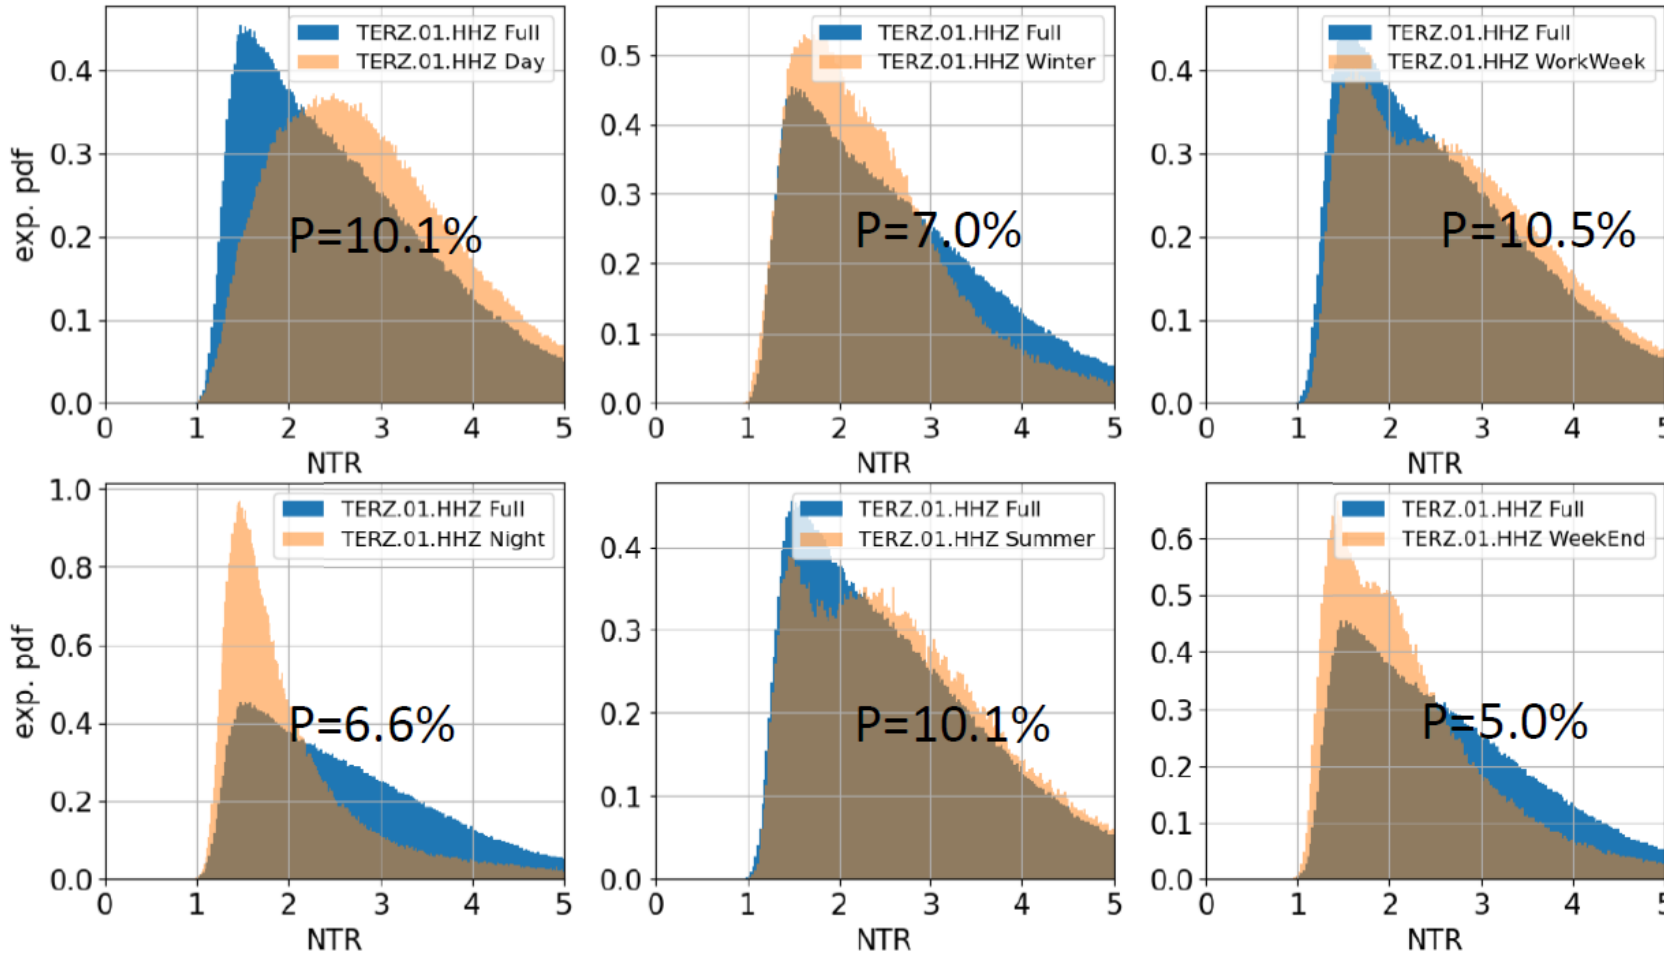 TERZ.01.HHZ Full
TERZ.01.HHZ Day
exp. pdf
0.4
0.3
0.2
0.1
0.0
P=10.1%
0 1 2 3 4 5
NTR
TERZ.01.HHZ Full
TERZ.01.HHZ Winter
0.5
0.4
0.3
0.2
0.1
0.0
P=7.0%
0 1 2 3 4 5
NTR
TERZ.01.HHZ Full
TERZ.01.HHZ WorkWeek
0.4
0.3
0.2
0.1
0.0
P=10.5%
0 1 2 3 4 5
NTR
TERZ.01.HHZ Full
TERZ.01.HHZ Night
exp. pdf
1.0
0.8
0.6
0.4
0.2
0.0
P=6.6%
0 1 2 3 4 5
NTR
TERZ.01.HHZ Full
TERZ.01.HHZ Summer
0.4
0.3
0.2
0.1
0.0
P=10.1%
0 1 2 3 4 5
NTR
TERZ.01.HHZ Full
TERZ.01.HHZ WeekEnd
0.6
0.5
0.4
0.3
0.2
0.1
0.0
P=5.0%
0 1 2 3 4 5
NTR